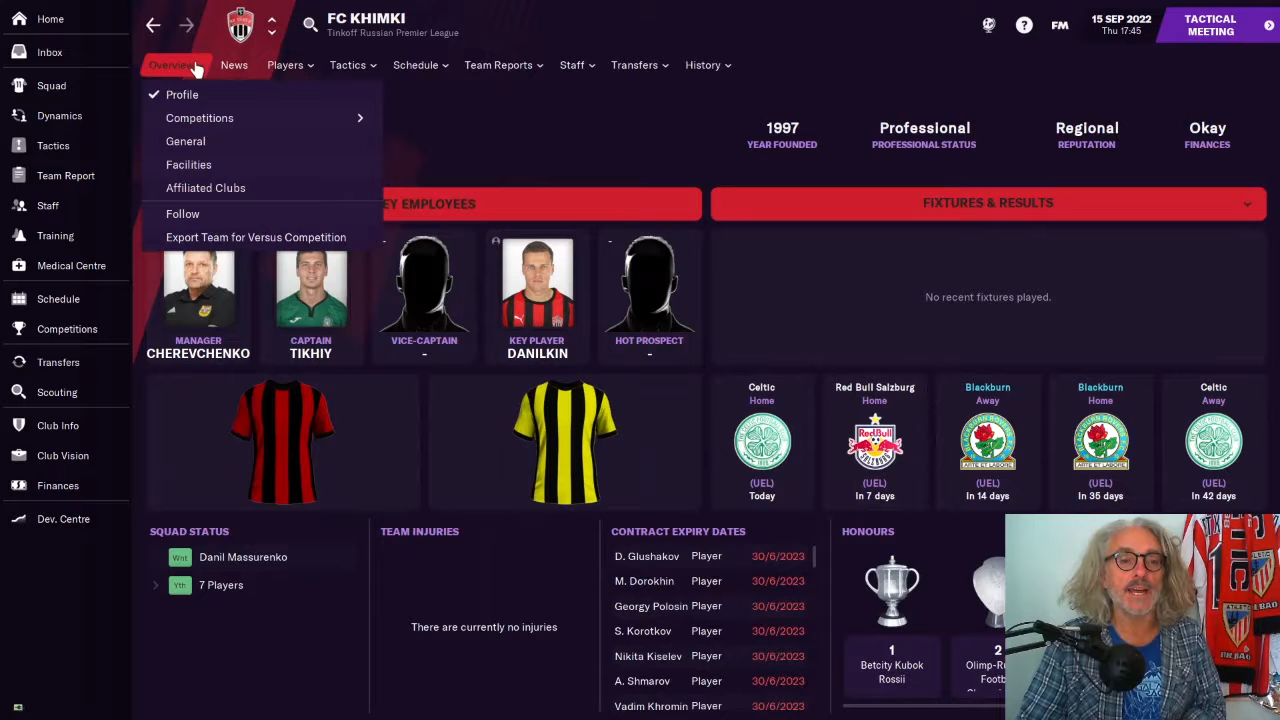 Home
FC KHIMKI
Tinkoff Russian Premier League
FM
15 SEP 2022
Thu 17:45
TACTICAL
MEETING
Inbox
Squad
Dynamics
Tactics
Team Report
Staff
Training
Medical Centre
Schedule
Competitions
Transfers
Scouting
Club Info
Club Vision
Finances
Dev. Centre
Overview News Players Tactics Schedule Team Reports Staff Transfers History
Profile
Competitions
General
Facilities
Affiliated Clubs
Follow
Export Team for Versus Competition
1997
YEAR FOUNDED
Professional
PROFESSIONAL STATUS
Regional
REPUTATION
Okay
FINANCES
EY EMPLOYEES
MANAGER
CHEREVCHENKO
CAPTAIN
TIKHIY
VICE-CAPTAIN
-
KEY PLAYER
DANILKIN
HOT PROSPECT
-
FIXTURES & RESULTS
No recent fixtures played.
Celtic
Home
(UEL)
Today
Red Bull Salzburg
Home
RedBull
(UEL)
In 7 days
Blackburn
Away
(UEL)
In 14 days
Blackburn
Home
(UEL)
In 35 days
Celtic
Away
(UEL)
In 42 days
SQUAD STATUS
Wnt Danil Massurenko
Yth 7 Players
TEAM INJURIES
There are currently no injuries
CONTRACT EXPIRY DATES
D. Glushakov Player 30/6/2023
M. Dorokhin Player 30/6/2023
Georgy Polosin Player 30/6/2023
S. Korotkov Player 30/6/2023
Nikita Kiselev Player 30/6/2023
A. Shmarov Player 30/6/2023
Vadim Khromin Player 30/6/2023
HONOURS
1
Betcity Kubok
Rossii
2